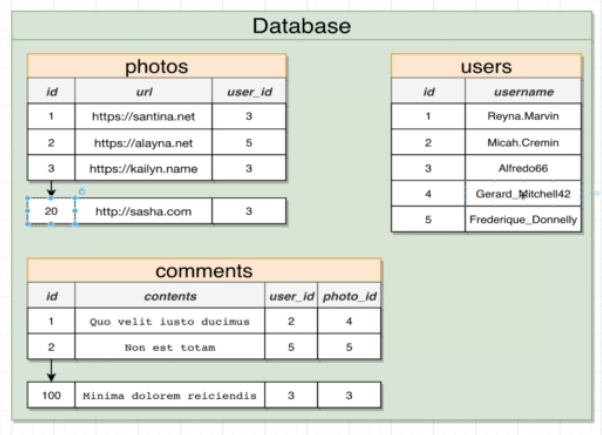 Database
photos
id url user_id
1 https://santina.net 3
2 https://alayna.net 5
3 https://kailyn.name 3
20 http://sasha.com 3
users
id username
1 Reyna.Marvin
2 Micah.Cremin
3 Alfredo66
4 Gerard_Mitchell42
5 Frederique_Donnelly
comments
id contents user_id photo_id
1 Quo velit iusto ducimus 2 4
2 Non est totam 5 5
100 Minima dolorem reiciendis 3 3